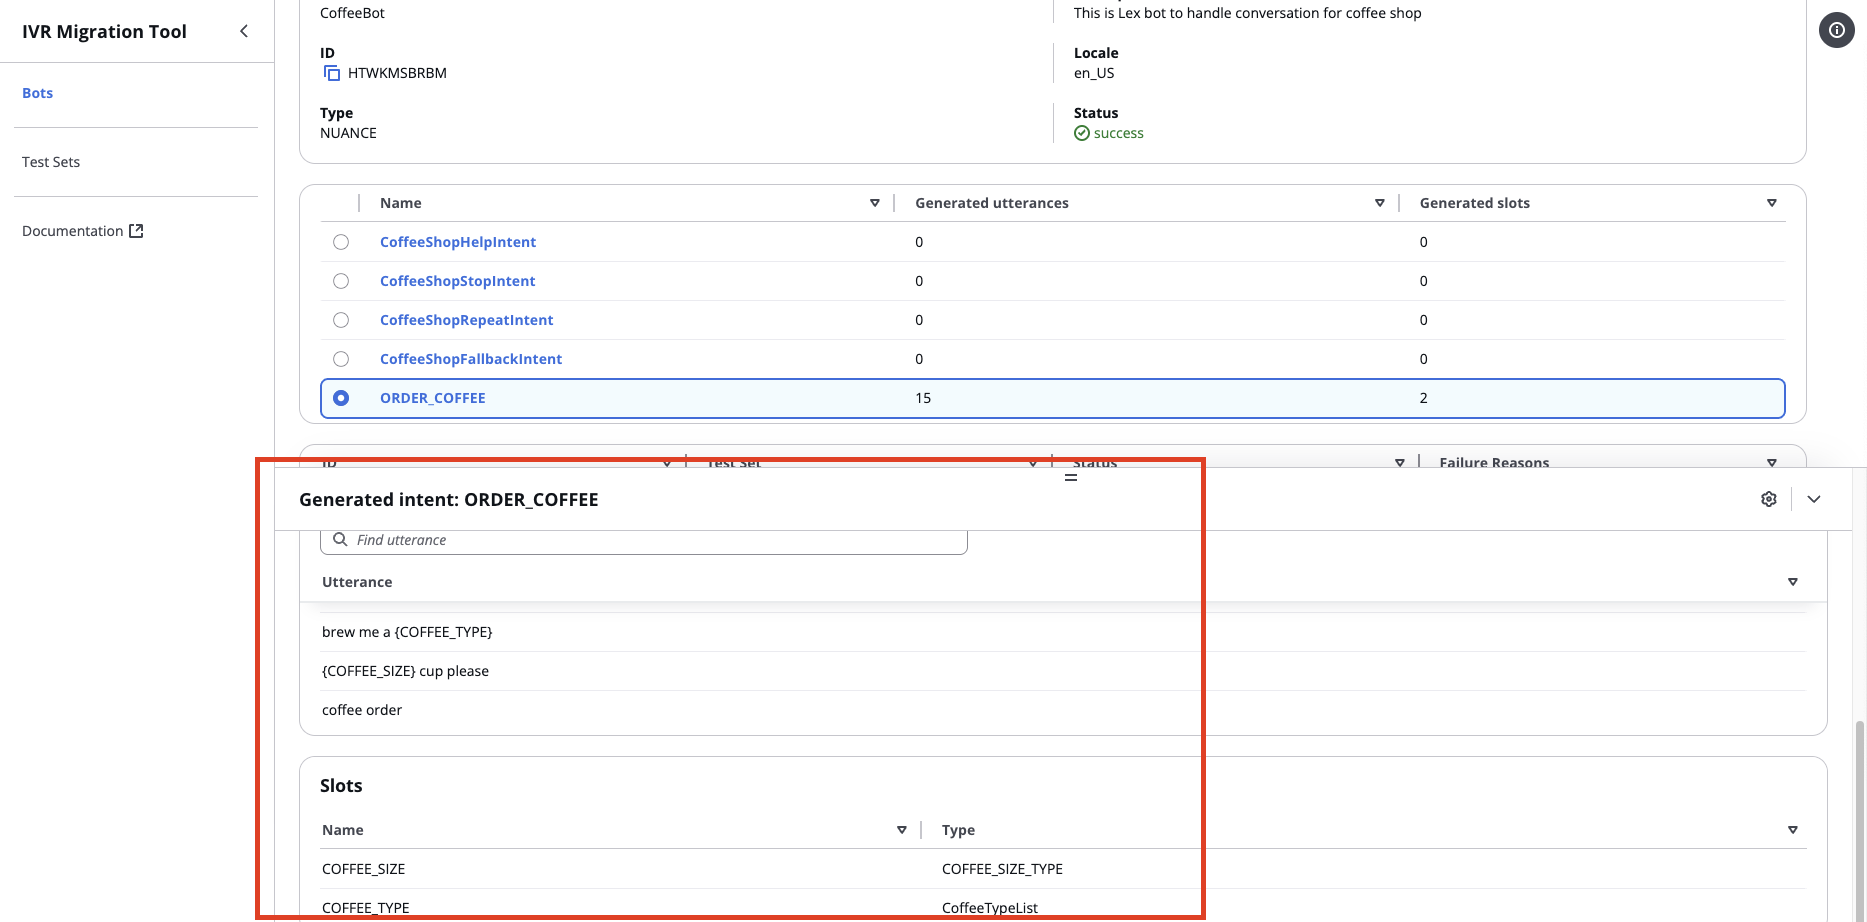 IVR Migration Tool
Bots
Test Sets
Documentation
CoffeeBot
This is Lex bot to handle conversation for coffee shop
ID
HTWKMSBRBM
Locale
en_US
Type
NUANCE
Status
success
Name Generated utterances Generated slots
CoffeeShopHelpIntent 0 0
CoffeeShopStopIntent 0 0
CoffeeShopRepeatIntent 0 0
CoffeeShopFallbackIntent 0 0
ORDER_COFFEE 15 2
ID Test Set Status Failure Reasons
Generated intent: ORDER_COFFEE
Find utterance
Utterance
brew me a {COFFEE_TYPE}
{COFFEE_SIZE} cup please
coffee order
Slots
Name Type
COFFEE_SIZE COFFEE_SIZE_TYPE
COFFEE_TYPE CoffeeTypeList